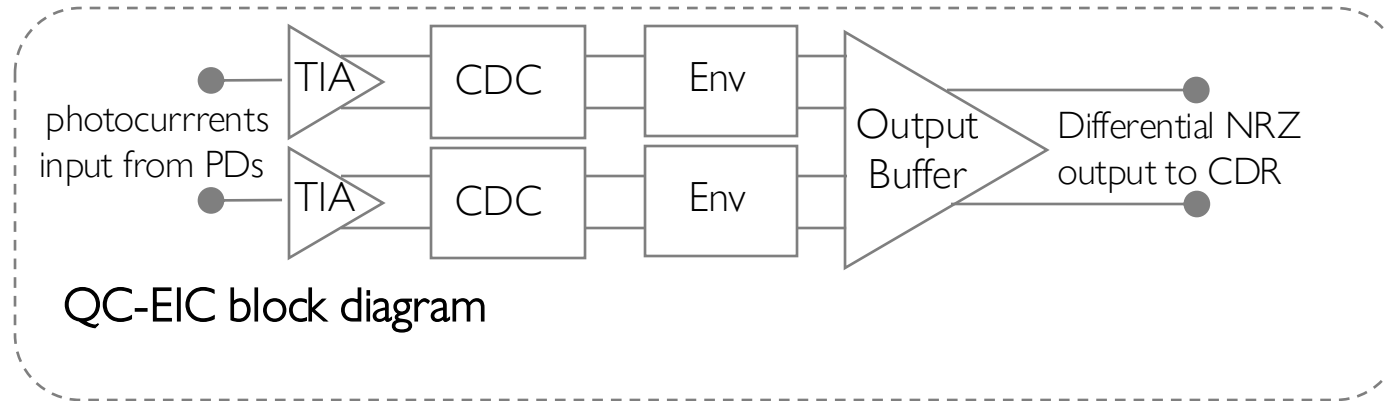 TIA
CDC
Env
photocurrrents
input from PDs
Output
Buffer
Differential NRZ
output to CDR
TIA
CDC
Env
QC-EIC block diagram